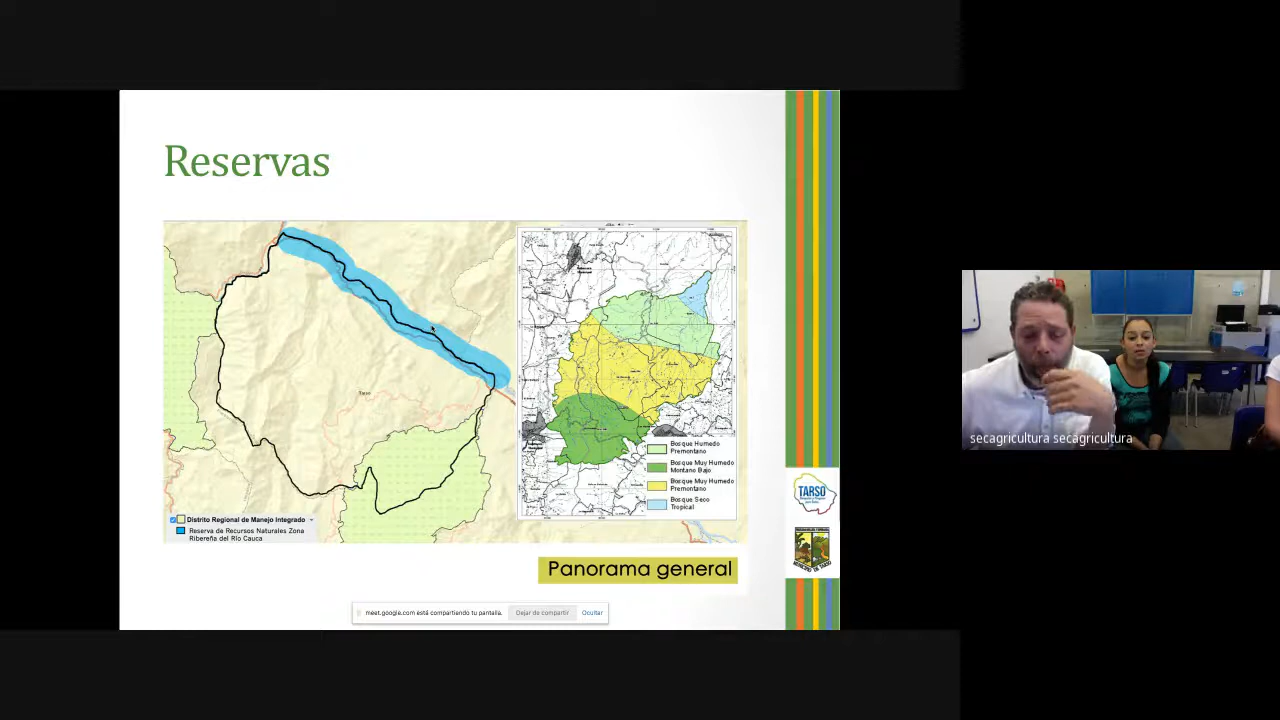 Reservas
Tarso
Distrito Regional de Manejo Integrado
Reserva de Recursos Naturales Zona
Ribereña del Río Cauca
Bosque Humedo
Premontano
Bosque Muy Humedo
Montano Bajo
Bosque Muy Humedo
Premontano
Bosque Seco
Tropical
Panorama general
TARSO
meet.google.com está compartiendo tu pantalla.
Dejar de compartir
Ocultar
secagricultura secagricultura